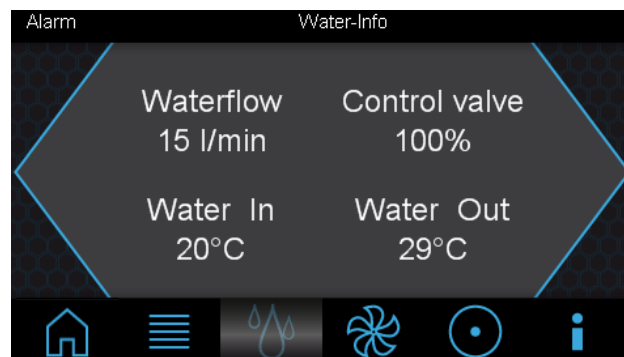 Alarm Water-Info
Waterflow Control valve
15 l/min 100%
Water In Water Out
20°C 29°C